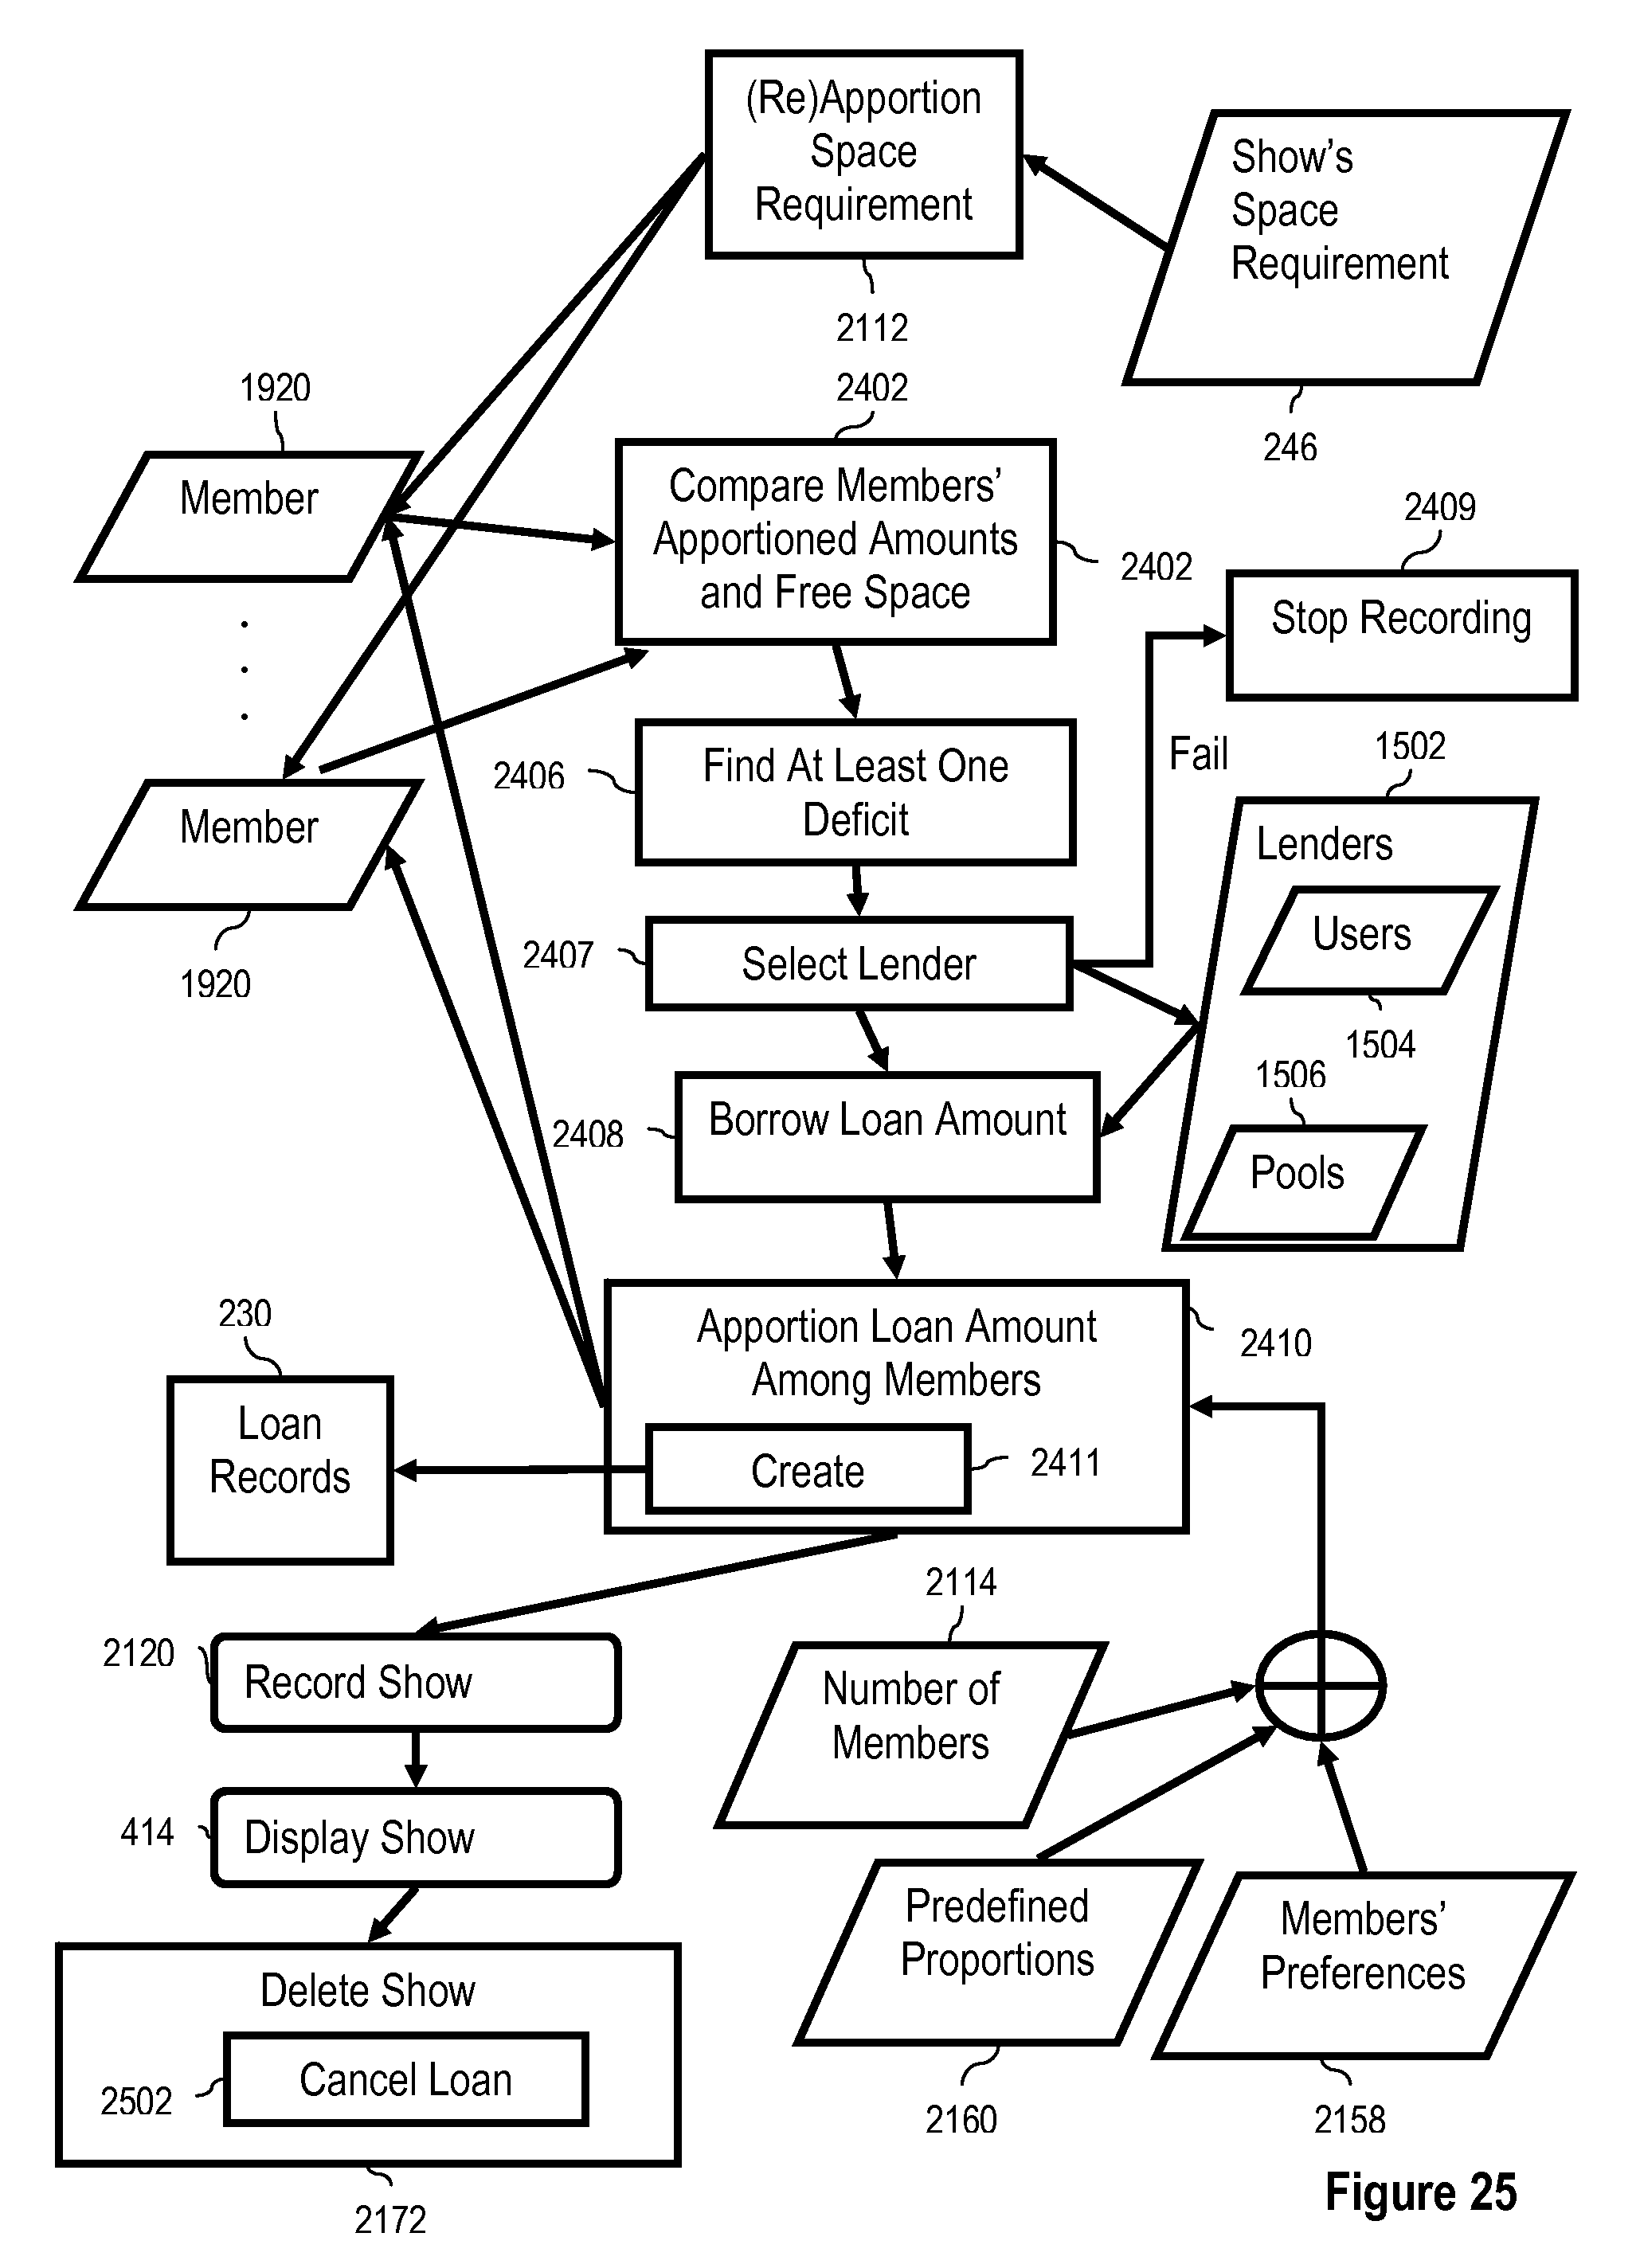 (Re)Apportion
Space
Requirement
2112
Show's
Space
Requirement
246
1920
Member
.
.
.
Member
1920
2402
Compare Members'
Apportioned Amounts
and Free Space
2402
2409
Stop Recording
2406
Find At Least One
Deficit
Fail
1502
Lenders
Users
1504
1506
Pools
2407
Select Lender
2408
Borrow Loan Amount
Apportion Loan Amount
Among Members
2410
Create
2411
230
Loan
Records
2120
Record Show
414
Display Show
Delete Show
2502
Cancel Loan
2172
2114
Number of
Members
Predefined
Proportions
2160
Members'
Preferences
2158
Figure 25